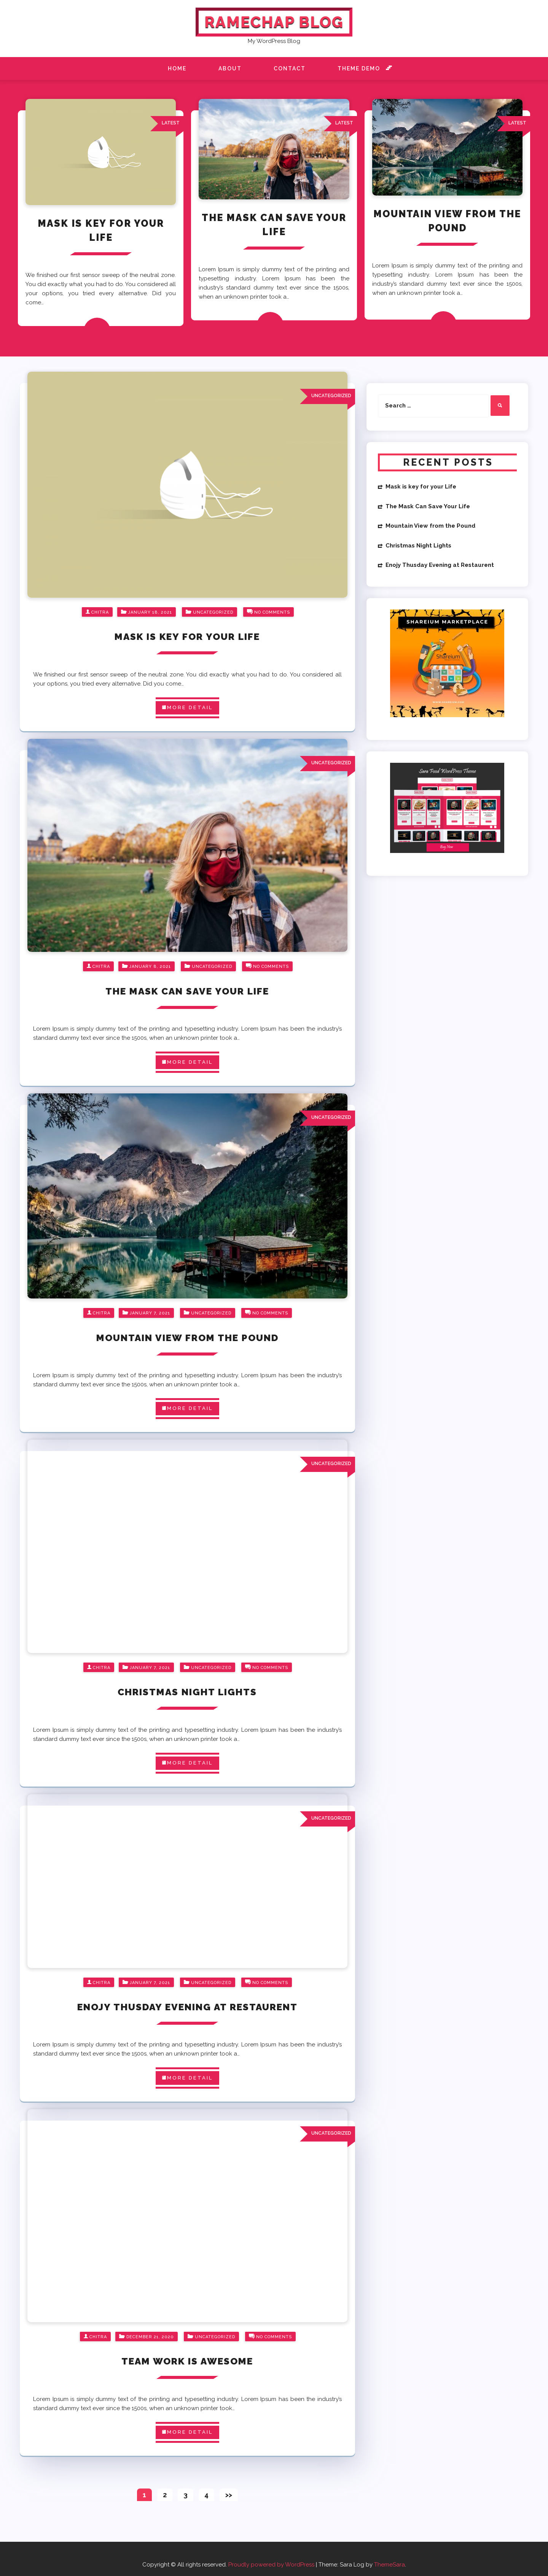 RAMECHAP BLOG
My WordPress Blog
HOME ABOUT CONTACT THEME DEMO
LATEST
MASK IS KEY FOR YOUR
LIFE
We finished our first sensor sweep of the neutral zone.
You did exactly what you had to do. You considered all
your options, you tried every alternative. Did you
come…
LATEST
THE MASK CAN SAVE YOUR
LIFE
Lorem Ipsum is simply dummy text of the printing and
typesetting industry. Lorem Ipsum has been the
industry's standard dummy text ever since the 1500s,
when an unknown printer took a…
LATEST
MOUNTAIN VIEW FROM THE
POUND
Lorem Ipsum is simply dummy text of the printing and
typesetting industry. Lorem Ipsum has been the
industry's standard dummy text ever since the 1500s,
when an unknown printer took a…
UNCATEGORIZED
CHITRA JANUARY 28, 2021 UNCATEGORIZED NO COMMENTS
MASK IS KEY FOR YOUR LIFE
We finished our first sensor sweep of the neutral zone. You did exactly what you had to do. You considered all
your options, you tried every alternative. Did you come…
MORE DETAIL
UNCATEGORIZED
CHITRA JANUARY 8, 2021 UNCATEGORIZED NO COMMENTS
THE MASK CAN SAVE YOUR LIFE
Lorem Ipsum is simply dummy text of the printing and typesetting industry. Lorem Ipsum has been the industry's
standard dummy text ever since the 1500s, when an unknown printer took a…
MORE DETAIL
UNCATEGORIZED
CHITRA JANUARY 7, 2021 UNCATEGORIZED NO COMMENTS
MOUNTAIN VIEW FROM THE POUND
Lorem Ipsum is simply dummy text of the printing and typesetting industry. Lorem Ipsum has been the industry's
standard dummy text ever since the 1500s, when an unknown printer took a…
MORE DETAIL
UNCATEGORIZED
CHITRA JANUARY 7, 2021 UNCATEGORIZED NO COMMENTS
CHRISTMAS NIGHT LIGHTS
Lorem Ipsum is simply dummy text of the printing and typesetting industry. Lorem Ipsum has been the industry's
standard dummy text ever since the 1500s, when an unknown printer took a…
MORE DETAIL
UNCATEGORIZED
CHITRA JANUARY 7, 2021 UNCATEGORIZED NO COMMENTS
ENOJY THUSDAY EVENING AT RESTAURENT
Lorem Ipsum is simply dummy text of the printing and typesetting industry. Lorem Ipsum has been the industry's
standard dummy text ever since the 1500s, when an unknown printer took a…
MORE DETAIL
UNCATEGORIZED
CHITRA DECEMBER 21, 2020 UNCATEGORIZED NO COMMENTS
TEAM WORK IS AWESOME
Lorem Ipsum is simply dummy text of the printing and typesetting industry. Lorem Ipsum has been the industry's
standard dummy text ever since the 1500s, when an unknown printer took…
MORE DETAIL
1 2 3 4 >>
Search …
RECENT POSTS
Mask is key for your Life
The Mask Can Save Your Life
Mountain View from the Pound
Christmas Night Lights
Enojy Thusday Evening at Restaurent
SHAREIUM MARKETPLACE
Shareium
Sara Food WordPress Theme
Buy Now
Copyright © All rights reserved. Proudly powered by WordPress | Theme: Sara Log by ThemeSara.